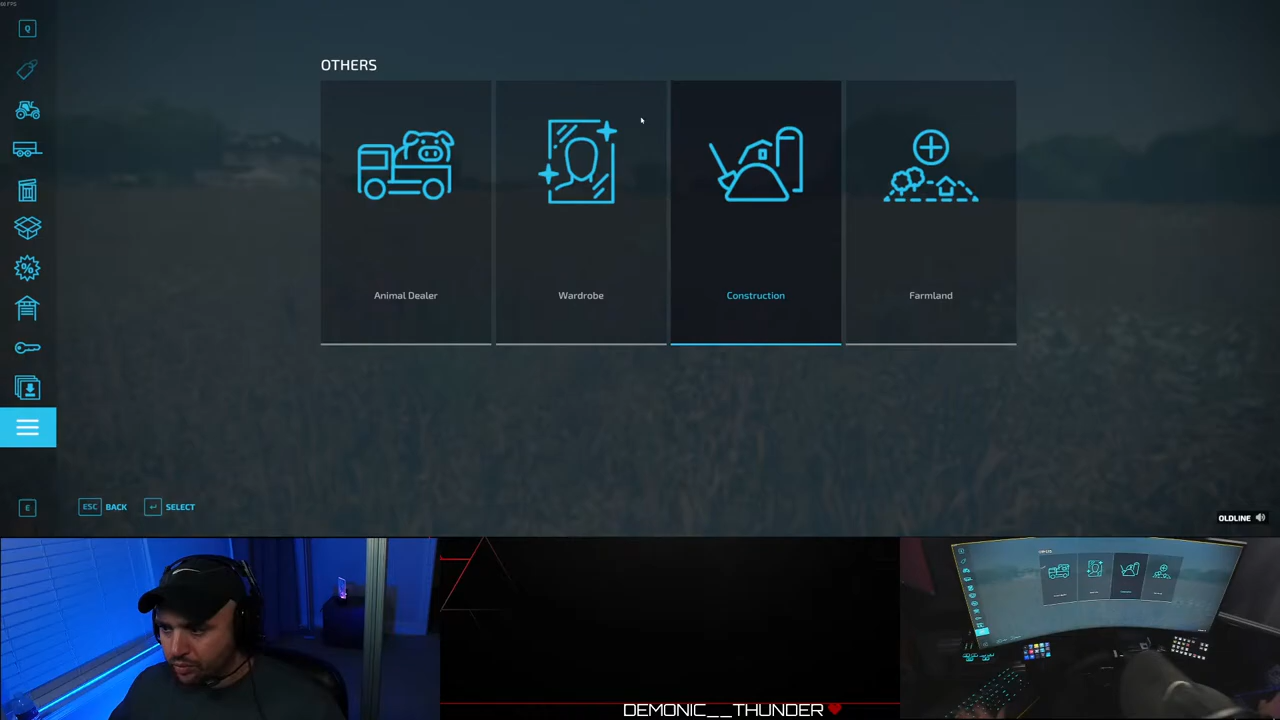 Q
OTHERS
Animal Dealer
Wardrobe
Construction
Farmland
E
ESC BACK
SELECT
OLDLINE
DEMONIC__THUNDER